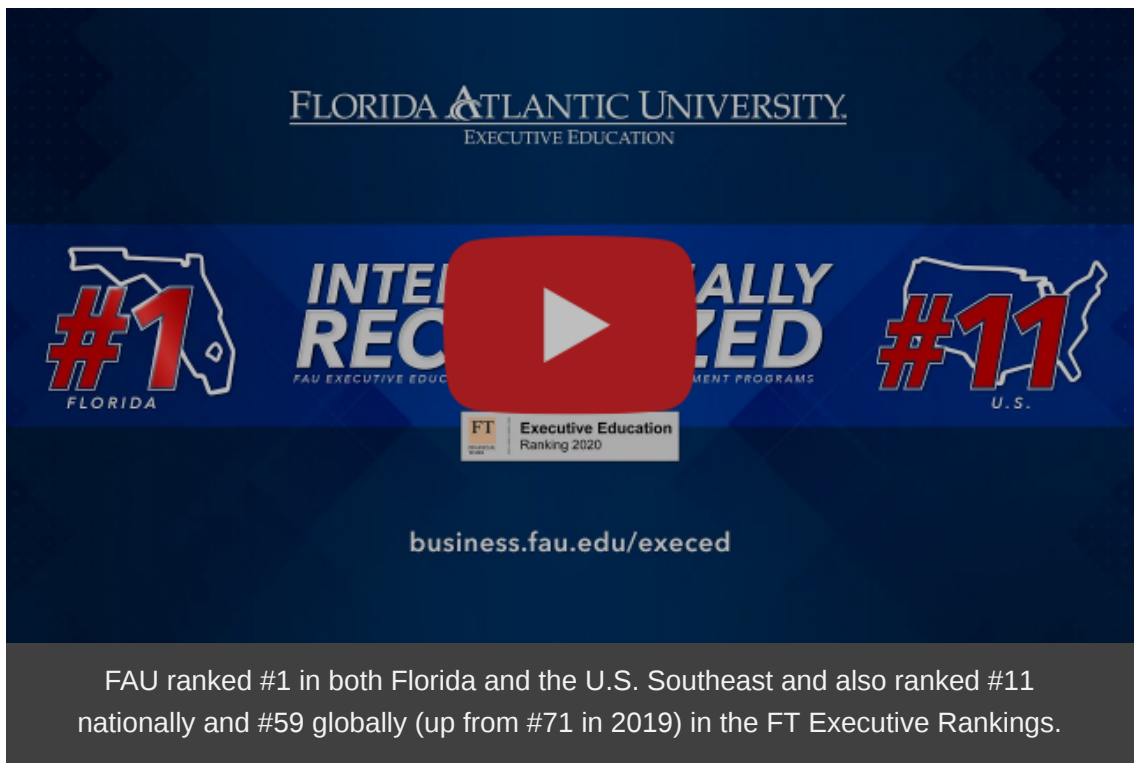 FLORIDA ATLANTIC UNIVERSITY.
EXECUTIVE EDUCATION
#1
FLORIDA
INTE ALLY
REC ZED
FAU EXECUTIVE EDUC MENT PROGRAMS
#11
U.S.
FT
Executive Education
Ranking 2020
business.fau.edu/execed
FAU ranked #1 in both Florida and the U.S. Southeast and also ranked #11
nationally and #59 globally (up from #71 in 2019) in the FT Executive Rankings.